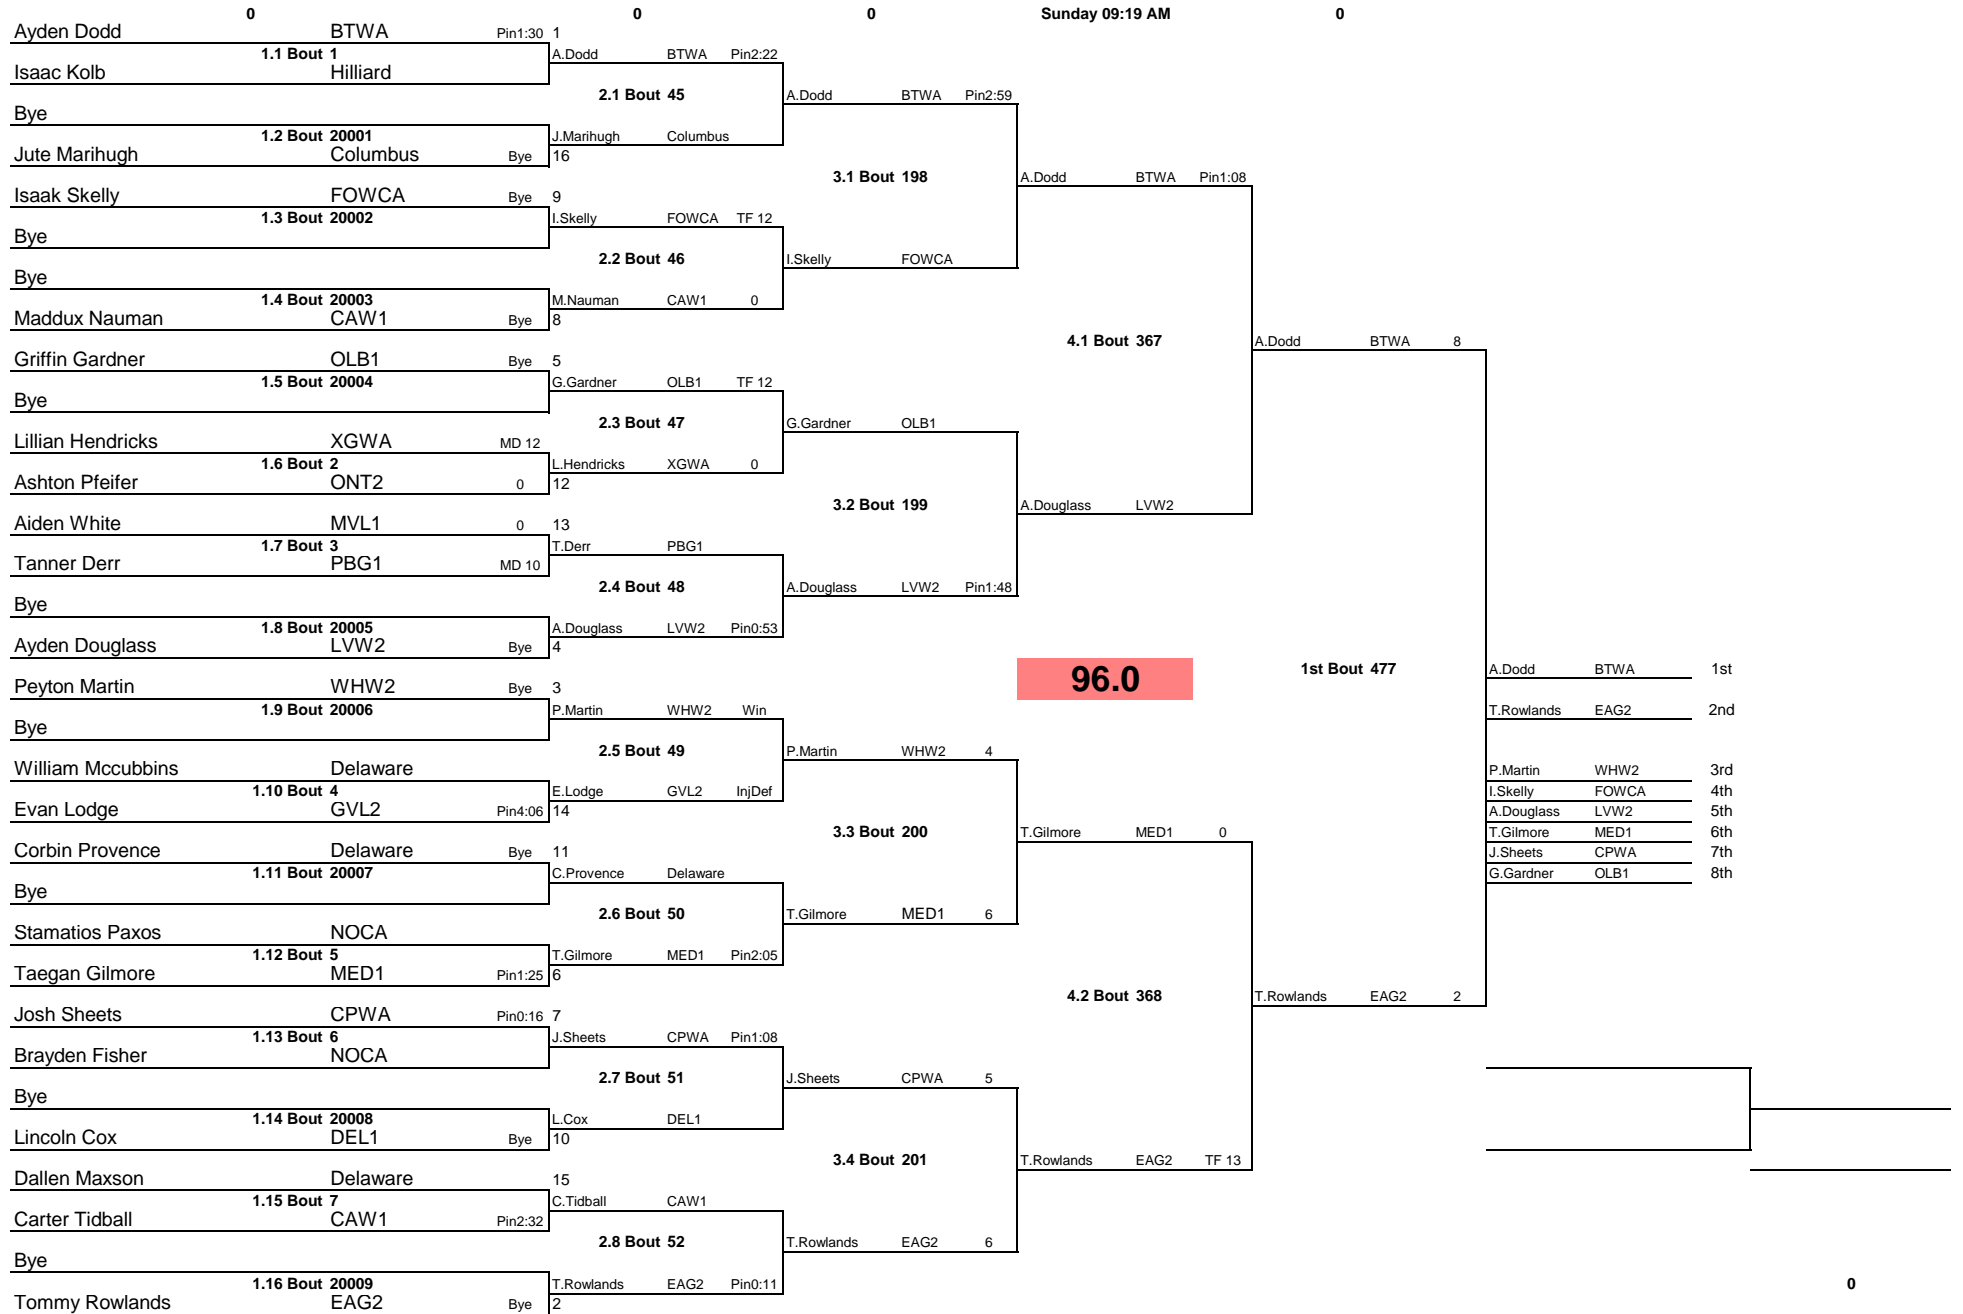 0 0 0 Sunday 09:19 AM 0
Ayden Dodd BTWA Pin1:30 1
1.1 Bout 1 A.Dodd BTWA Pin2:22
Isaac Kolb Hilliard
2.1 Bout 45 A.Dodd BTWA Pin2:59
Bye
1.2 Bout 20001 J.Marihugh Columbus
Jute Marihugh Columbus Bye 16
3.1 Bout 198 A.Dodd BTWA Pin1:08
Isaak Skelly FOWCA Bye 9
1.3 Bout 20002 I.Skelly FOWCA TF 12
Bye
2.2 Bout 46 I.Skelly FOWCA
Bye
1.4 Bout 20003 M.Nauman CAW1 0
Maddux Nauman CAW1 Bye 8
4.1 Bout 367 A.Dodd BTWA 8
Griffin Gardner OLB1 Bye 5
1.5 Bout 20004 G.Gardner OLB1 TF 12
Bye
2.3 Bout 47 G.Gardner OLB1
Lillian Hendricks XGWA MD 12
1.6 Bout 2 L.Hendricks XGWA 0
Ashton Pfeifer ONT2 0 12
3.2 Bout 199 A.Douglass LVW2
Aiden White MVL1 0 13
1.7 Bout 3 T.Derr PBG1
Tanner Derr PBG1 MD 10
2.4 Bout 48 A.Douglass LVW2 Pin1:48
Bye
1.8 Bout 20005 A.Douglass LVW2 Pin0:53
Ayden Douglass LVW2 Bye 4
96.0 1st Bout 477 A.Dodd BTWA 1st
Peyton Martin WHW2 Bye 3
1.9 Bout 20006 P.Martin WHW2 Win T.Rowlands EAG2 2nd
Bye
2.5 Bout 49 P.Martin WHW2 4
William Mccubbins Delaware P.Martin WHW2 3rd
1.10 Bout 4 E.Lodge GVL2 InjDef I.Skelly FOWCA 4th
Evan Lodge GVL2 Pin4:06 14 A.Douglass LVW2 5th
3.3 Bout 200 T.Gilmore MED1 0 T.Gilmore MED1 6th
Corbin Provence Delaware Bye 11 J.Sheets CPWA 7th
1.11 Bout 20007 C.Provence Delaware G.Gardner OLB1 8th
Bye
2.6 Bout 50 T.Gilmore MED1 6
Stamatios Paxos NOCA
1.12 Bout 5 T.Gilmore MED1 Pin2:05
Taegan Gilmore MED1 Pin1:25 6
4.2 Bout 368 T.Rowlands EAG2 2
Josh Sheets CPWA Pin0:16 7
1.13 Bout 6 J.Sheets CPWA Pin1:08
Brayden Fisher NOCA
2.7 Bout 51 J.Sheets CPWA 5
Bye
1.14 Bout 20008 L.Cox DEL1
Lincoln Cox DEL1 Bye 10
3.4 Bout 201 T.Rowlands EAG2 TF 13
Dallen Maxson Delaware 15
1.15 Bout 7 C.Tidball CAW1
Carter Tidball CAW1 Pin2:32
2.8 Bout 52 T.Rowlands EAG2 6
Bye
1.16 Bout 20009 T.Rowlands EAG2 Pin0:11 0
Tommy Rowlands EAG2 Bye 2